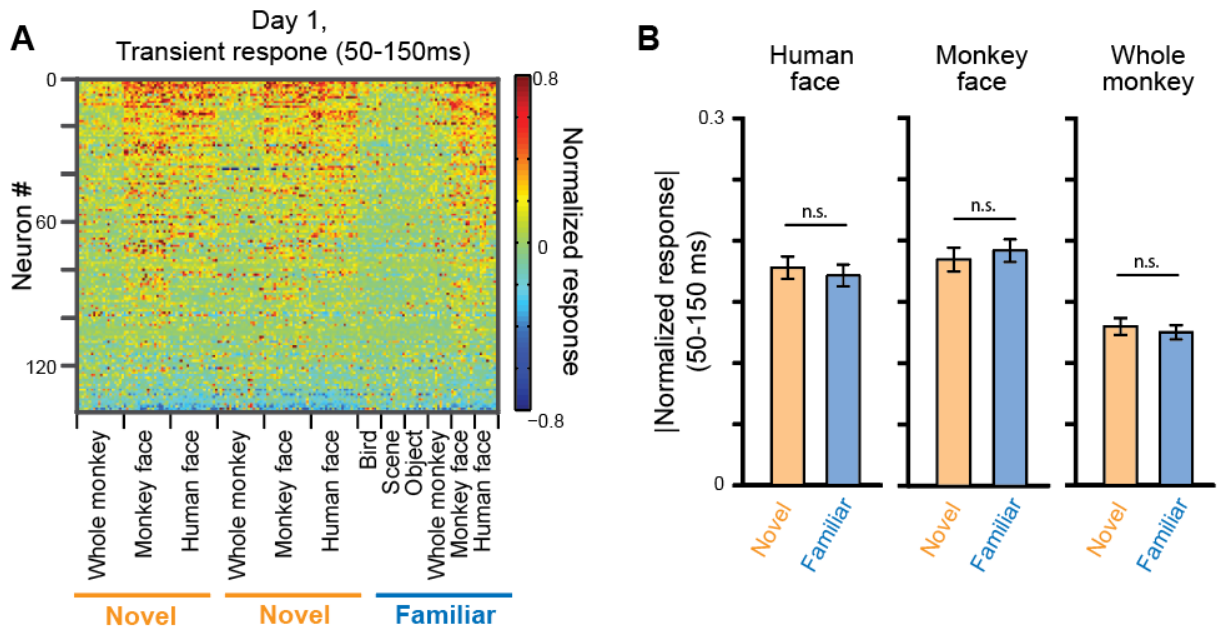 A
Day 1,
Transient respone (50-150ms)
0
60
120
Neuron #
0.8
0
−0.8
Normalized response
Whole monkey
Monkey face
Human face
Whole monkey
Monkey face
Human face
Bird
Scene
Object
Whole monkey
Monkey face
Human face
Novel
Novel
Familiar
B
Human
face
Monkey
face
Whole
monkey
|Normalized response|
(50-150 ms)
0.3
0
n.s.
n.s.
n.s.
Novel
Familiar
Novel
Familiar
Novel
Familiar